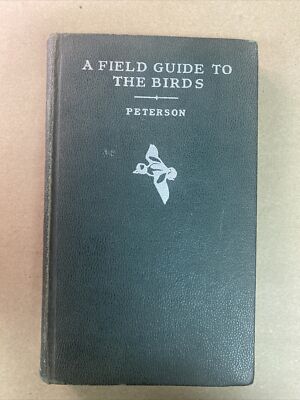 A FIELD GUIDE TO
THE BIRDS
PETERSON